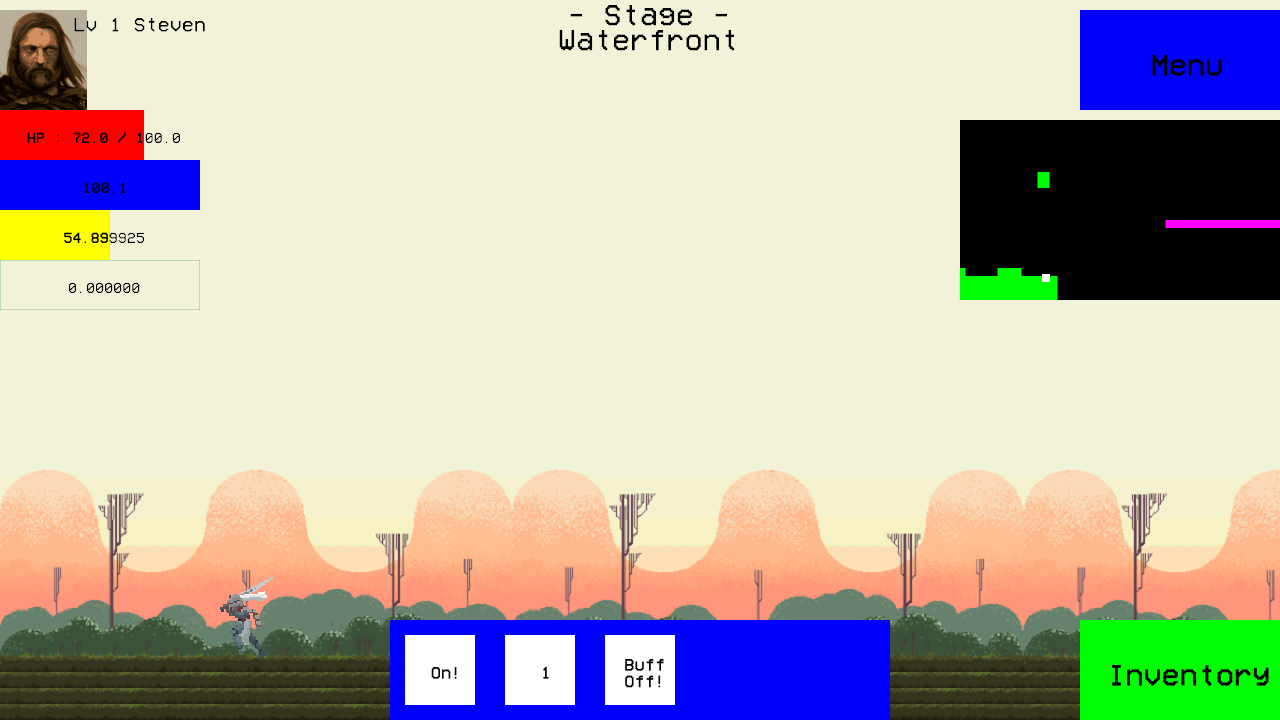 Lv 1 Steven
- Stage -
Waterfront
Menu
HP : 72.0 / 100.0
100.1
54.899925
0.000000
On!
1
Buff
Off!
Inventory